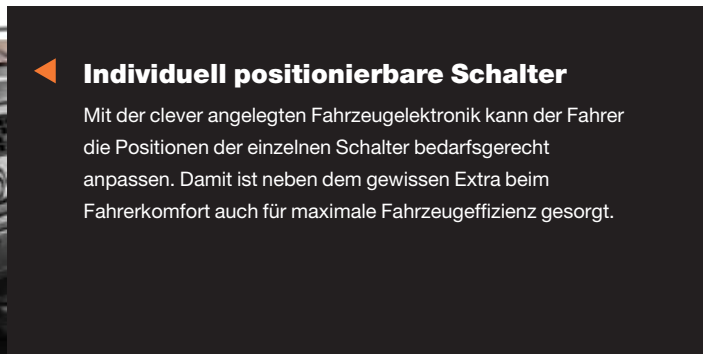 Individuell positionierbare Schalter
Mit der clever angelegten Fahrzeugelektronik kann der Fahrer
die Positionen der einzelnen Schalter bedarfsgerecht
anpassen. Damit ist neben dem gewissen Extra beim
Fahrerkomfort auch für maximale Fahrzeugeffizienz gesorgt.